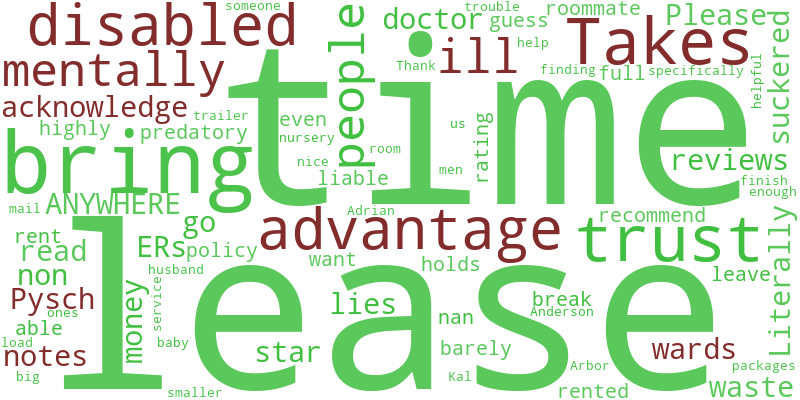 someone
trouble
disabled
people
doctor
guess
roommate
Please
Takes
suckered
mentally
ill
time
Thank
help
finding
full
specifically
helpful
acknowledge
trailer
highly
predatory
even
nursery
us
rating
reviews
bring
nice
room
men
liable
finish
enough
mail
ANYWHERE
Adrian
recommend
go
advantage
trust
Literally
rent
read
ERs
policy
want
holds
non
husband
leave
lease
Pysch
ones
money
service
lies
nan
break
Anderson
able
load
baby
star
barely
notes
wards
big
Kal
Arbor
packages
smaller
rented
waste